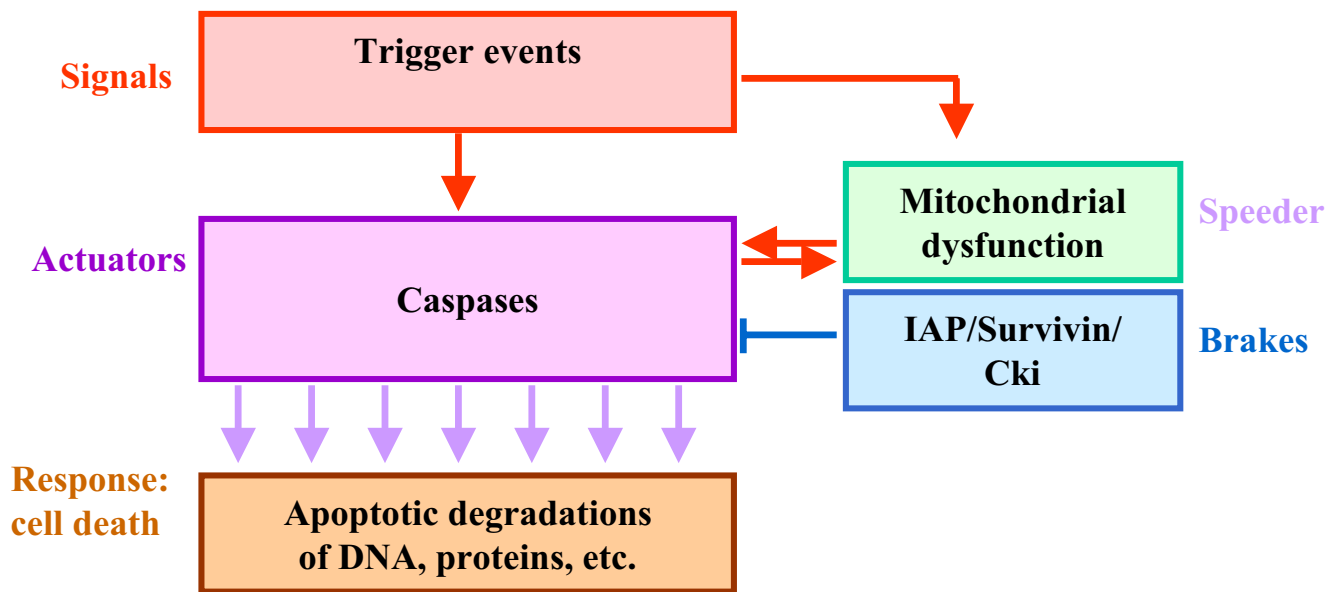 Trigger events
Signals
Mitochondrial
dysfunction
Speeder
Actuators
Caspases
IAP/Survivin/
Cki
Brakes
Response:
cell death
Apoptotic degradations
of DNA, proteins, etc.